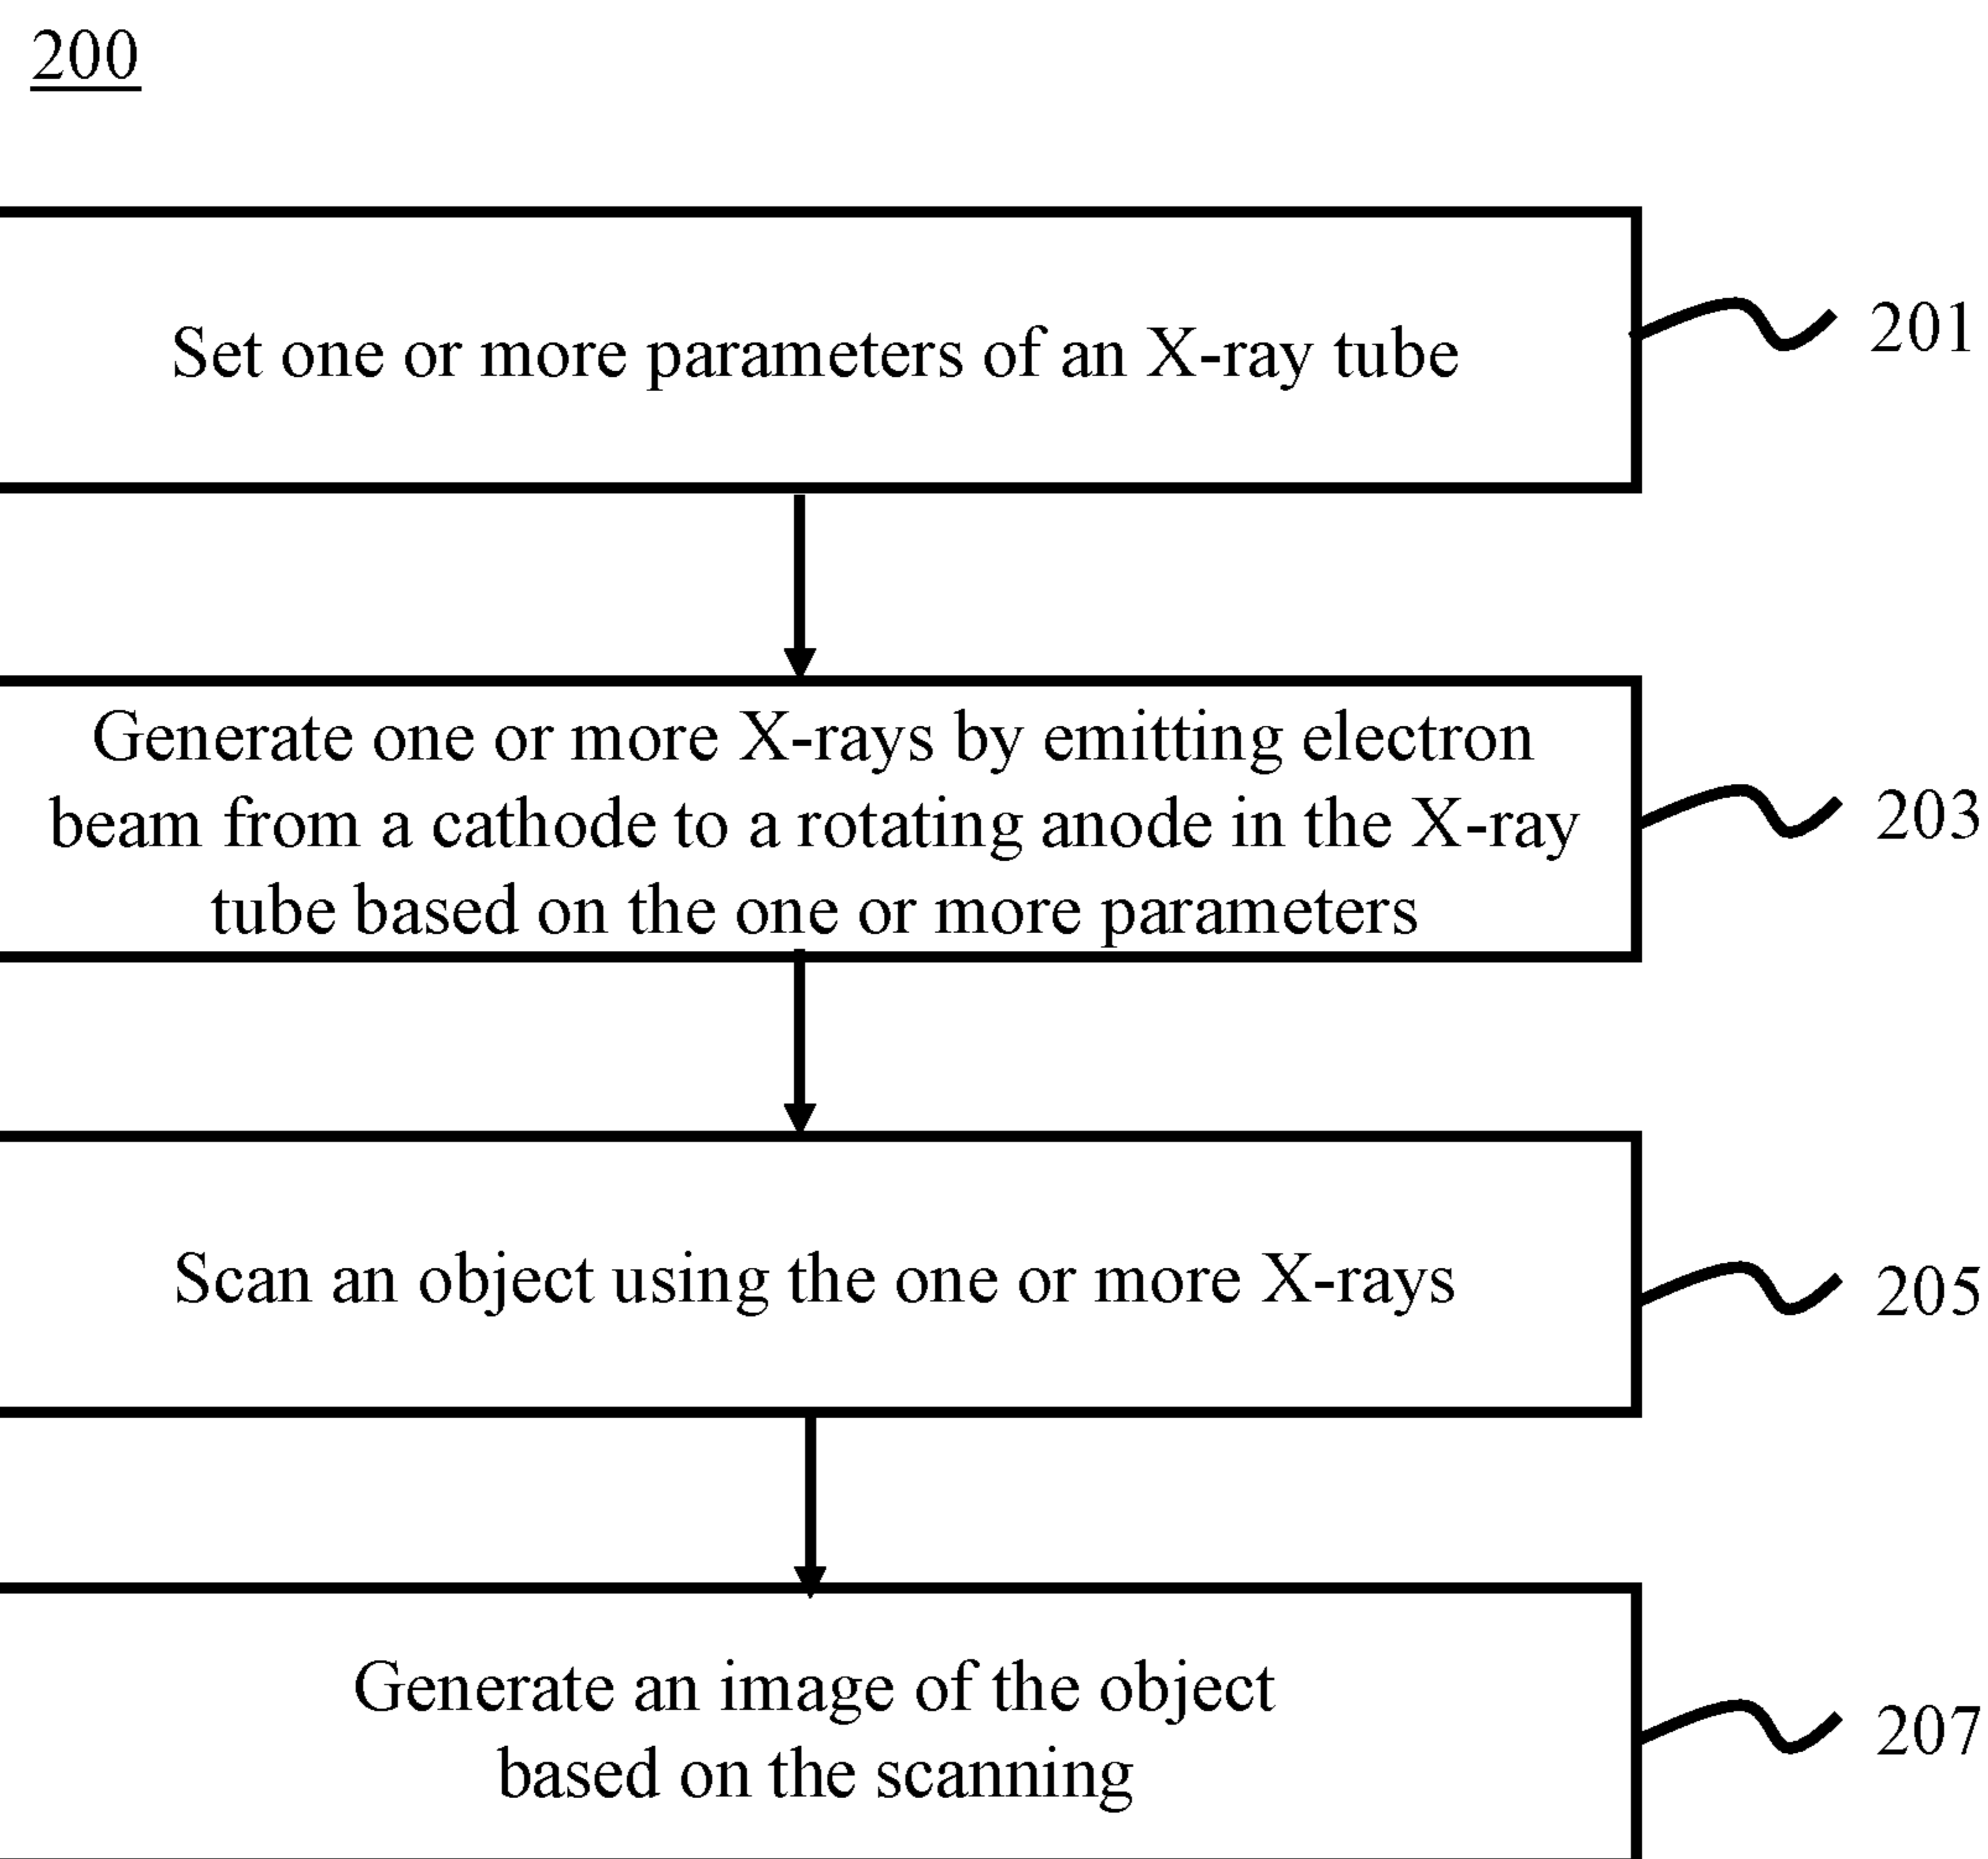 200
Set one or more parameters of an X-ray tube
201
Generate one or more X-rays by emitting electron
beam from a cathode to a rotating anode in the X-ray
tube based on the one or more parameters
203
Scan an object using the one or more X-rays
205
Generate an image of the object
based on the scanning
207